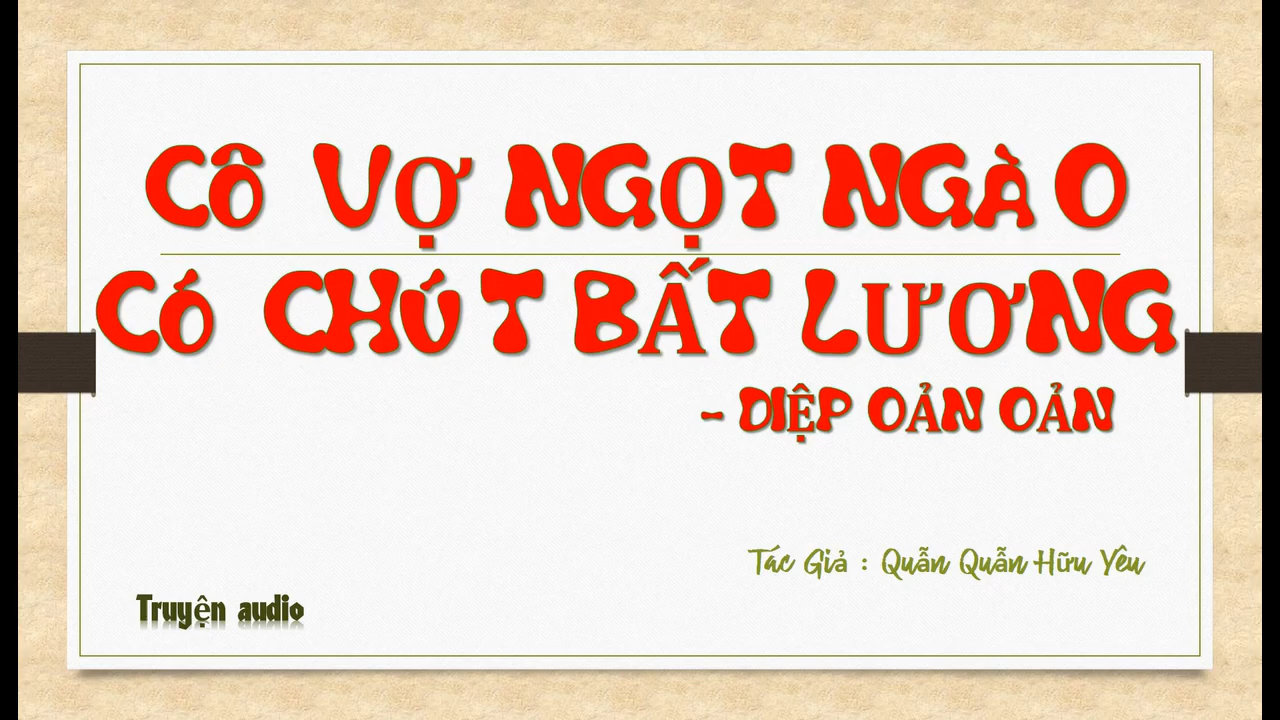 CÔ VỢ NGỌT NGÀO
CÓ CHÚT BẤT LƯƠNG
- DIỆP OẢN OẢN
Tác Giả : Quẫn Quẫn Hữu Yêu
Truyện audio